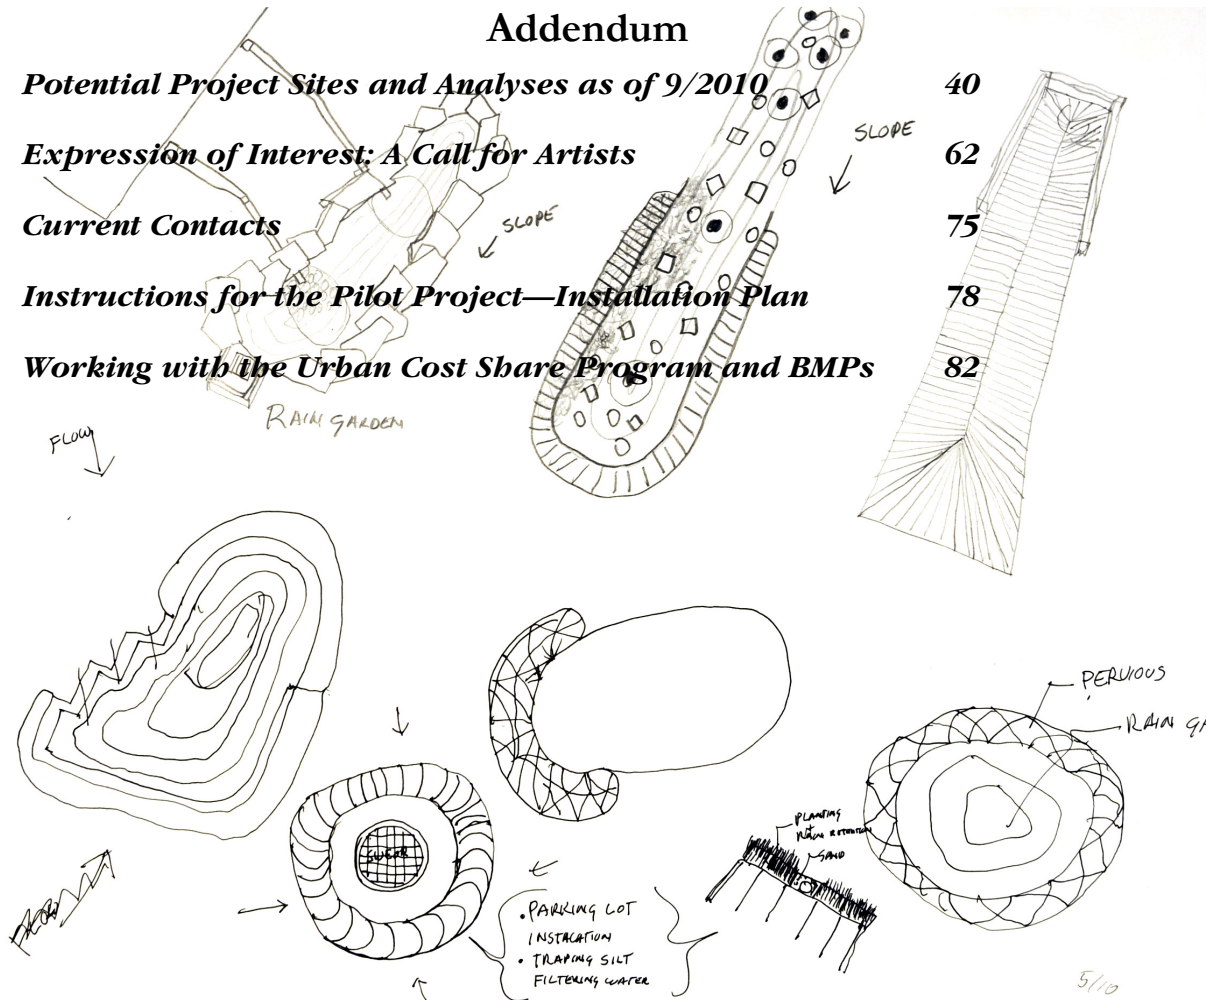 Addendum
Potential Project Sites and Analyses as of 9/2010 40
SLOPE
Expression of Interest: A Call for Artists 62
Current Contacts 75
SLOPE
Instructions for the Pilot Project—Installation Plan 78
Working with the Urban Cost Share Program and BMPs 82
RAIN GARDEN
FLOW
PERVIOUS
RAIN GA
PLANTING
SAND
• PARKING LOT
INSTALATION
• TRAPING SILT
FILTERING WATER
5/10